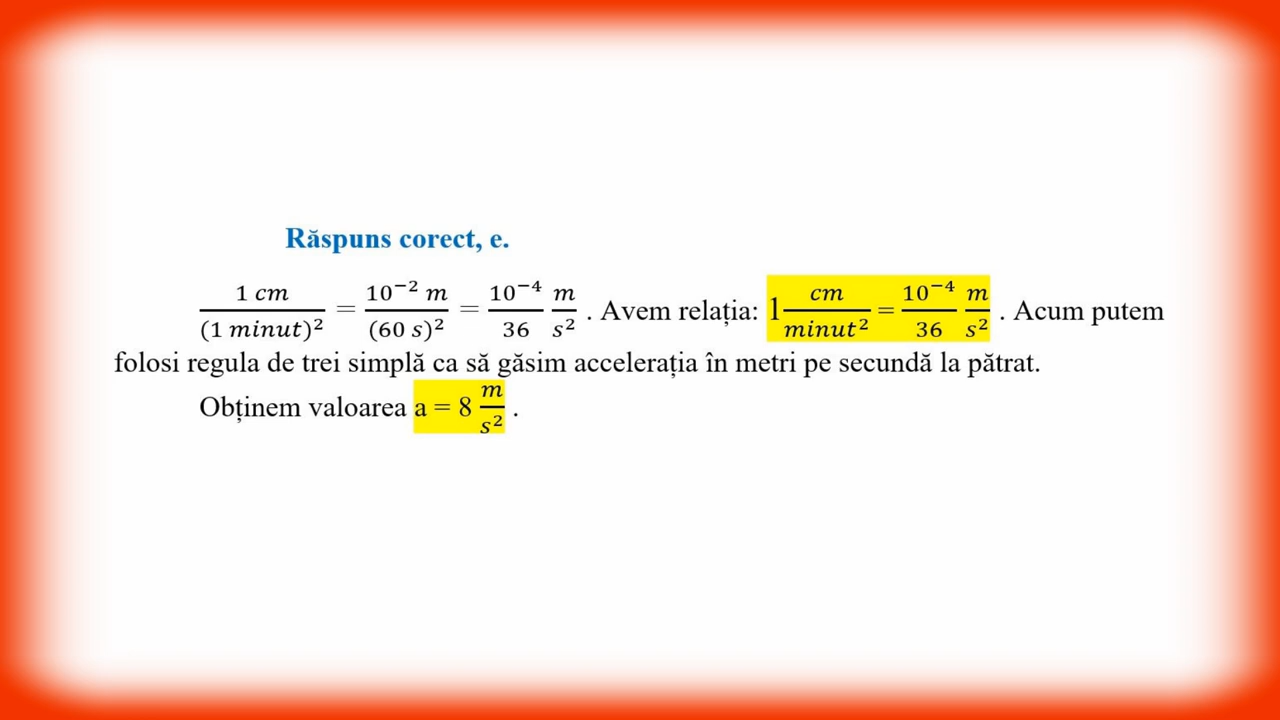 Răspuns corect, e.
1 cm/(1 minut)² = 10⁻² m/(60 s)² = 10⁻⁴/36 m/s² . Avem relația: 1 cm/minut² = 10⁻⁴/36 m/s² . Acum putem
folosi regula de trei simplă ca să găsim accelerația în metri pe secundă la pătrat.
Obținem valoarea a = 8 m/s² .